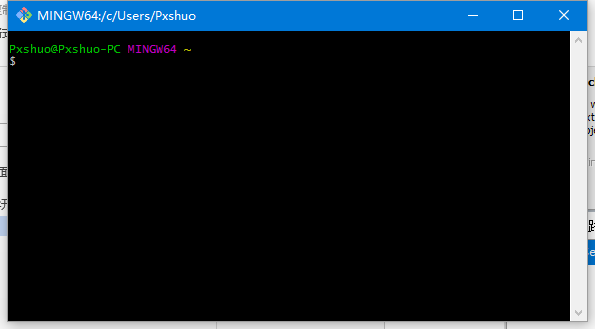 MINGW64:/c/Users/Pxshuo
Pxshuo@Pxshuo-PC MINGW64 ~
$